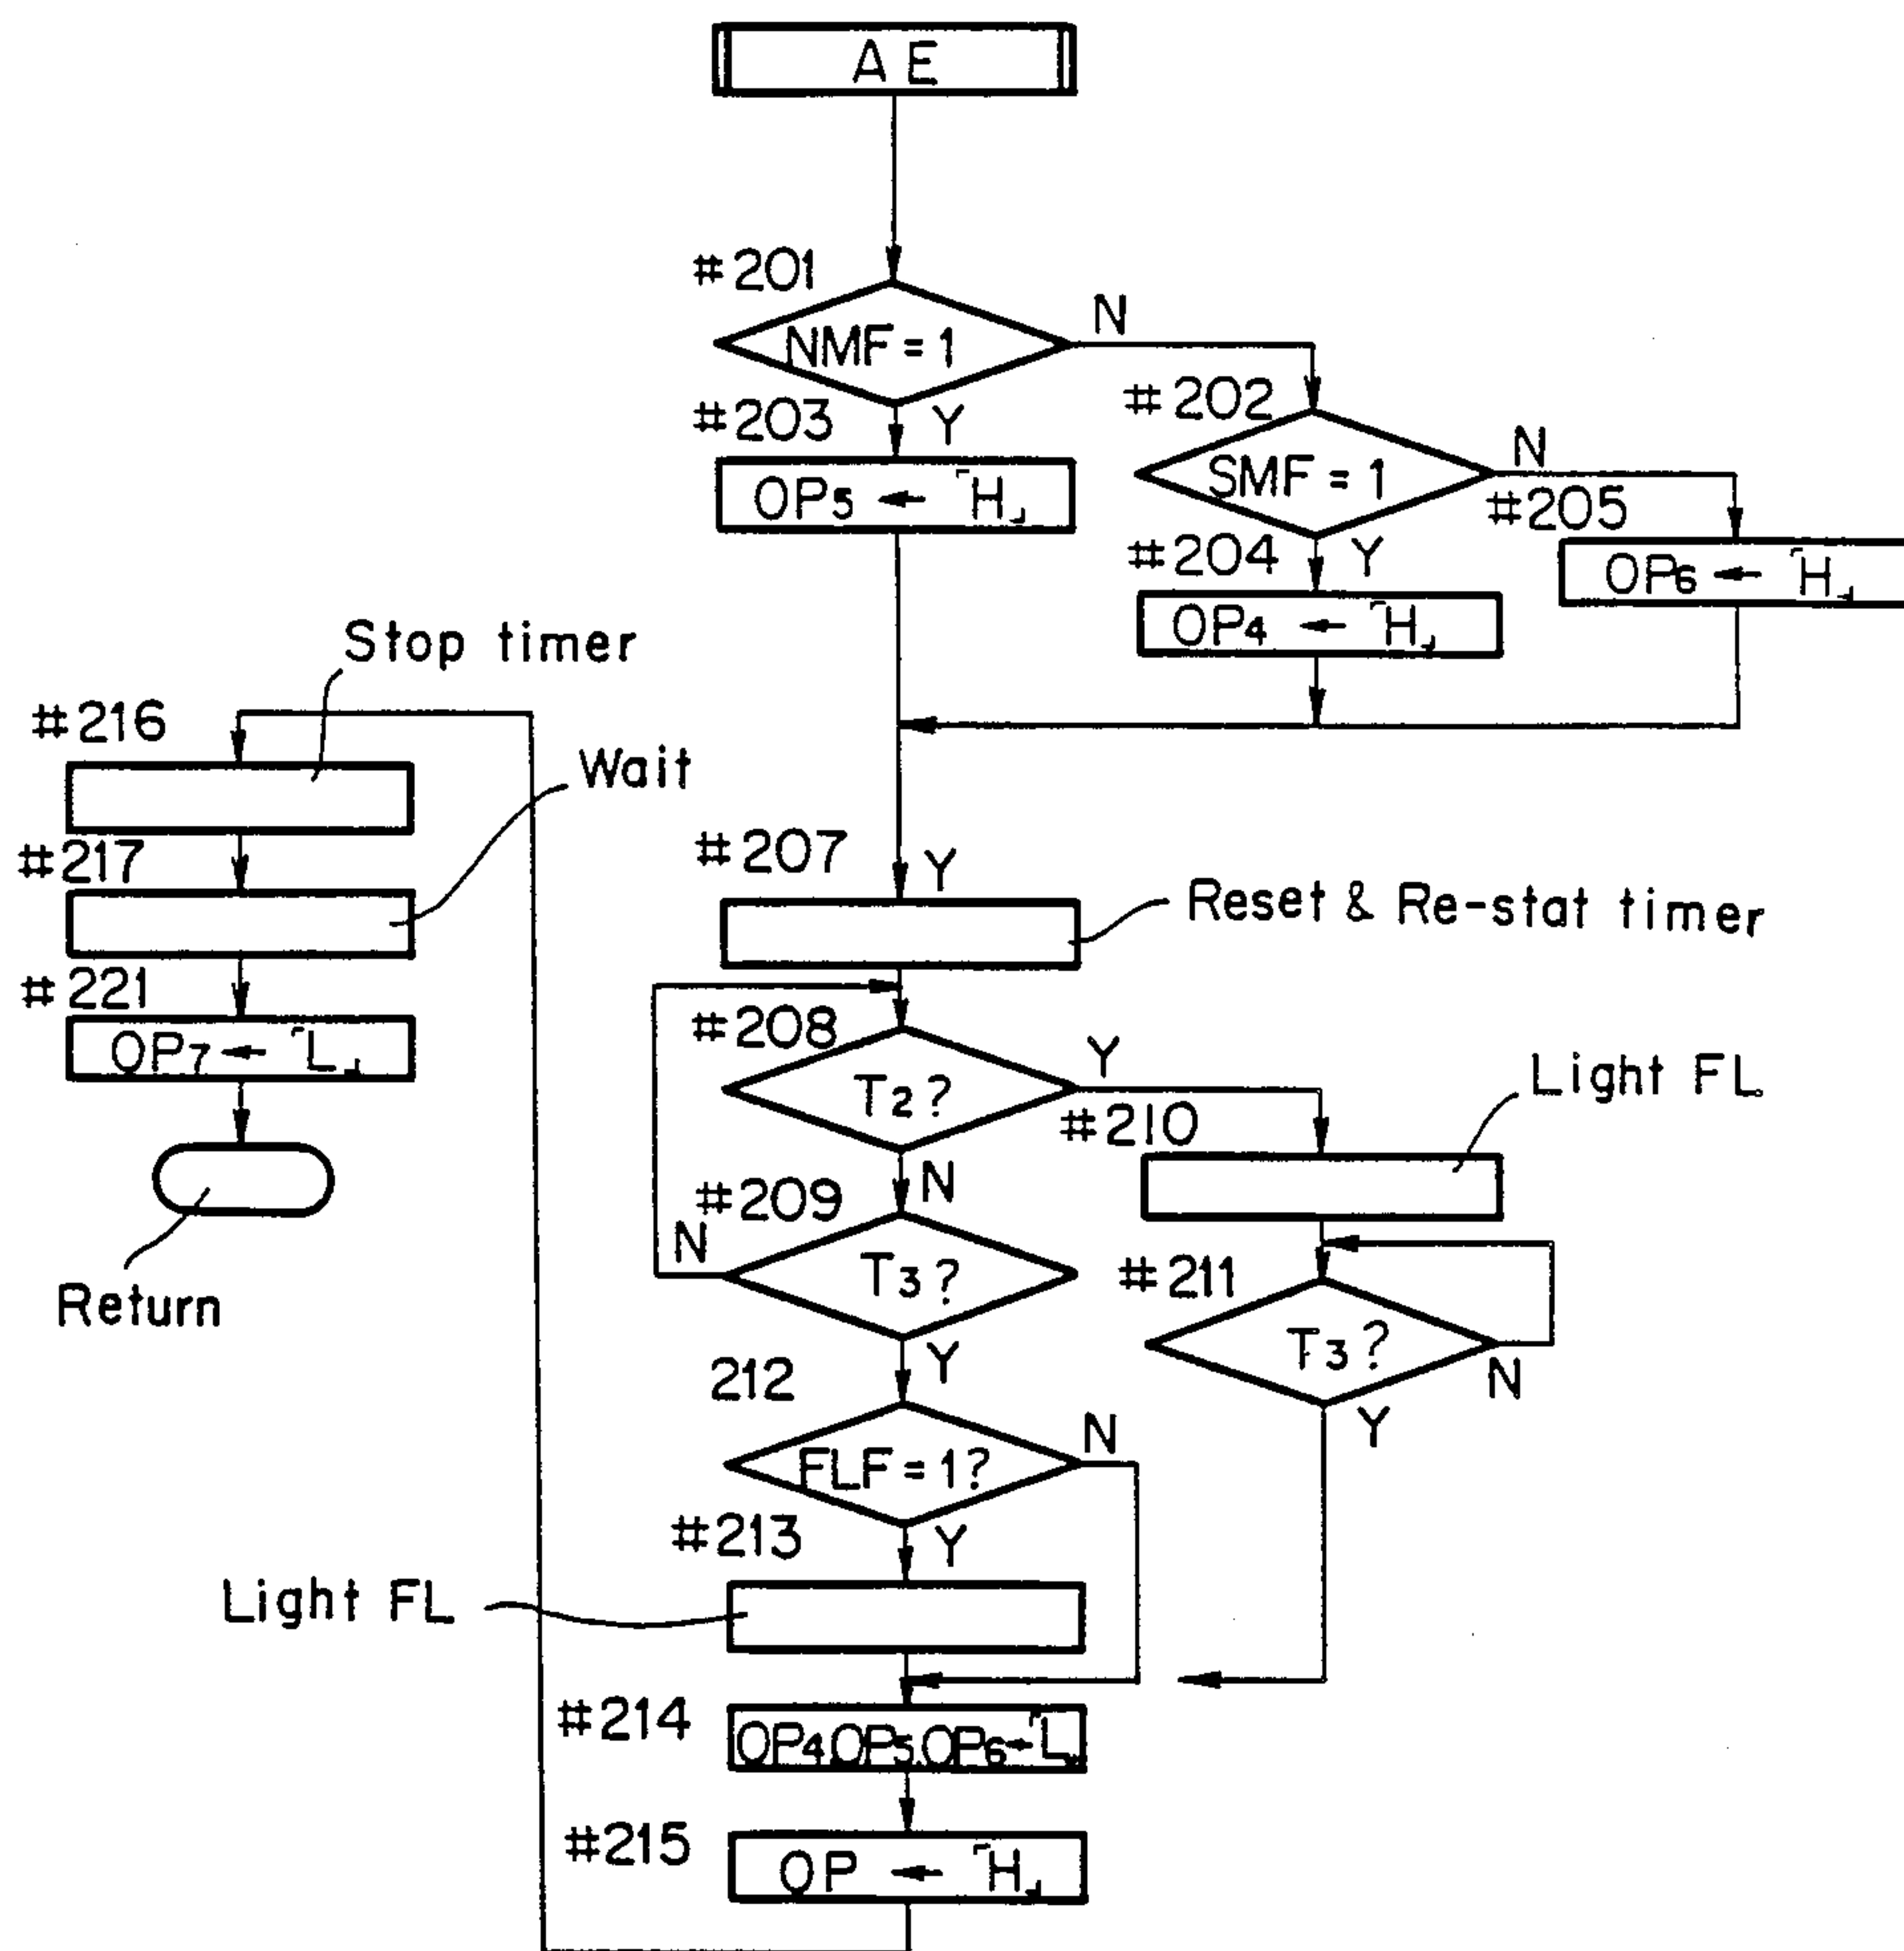 AE
#201
NMF = 1
N
#203
Y
OP5 ← 「H」
#202
SMF = 1
N
#204
Y
OP4 ← 「H」
#205
OP6 ← 「H」
#207
Y
Reset & Re-stat timer
#208
T2?
Y
N
#210
Light FL
#209
T3?
N
Y
#211
T3?
N
Y
212
FLF = 1?
N
Y
#213
Light FL
#214
OP4.OP5.OP6←「L」
#215
OP ← 「H」
#216
Stop timer
#217
Wait
#221
OP7 ← 「L」
Return